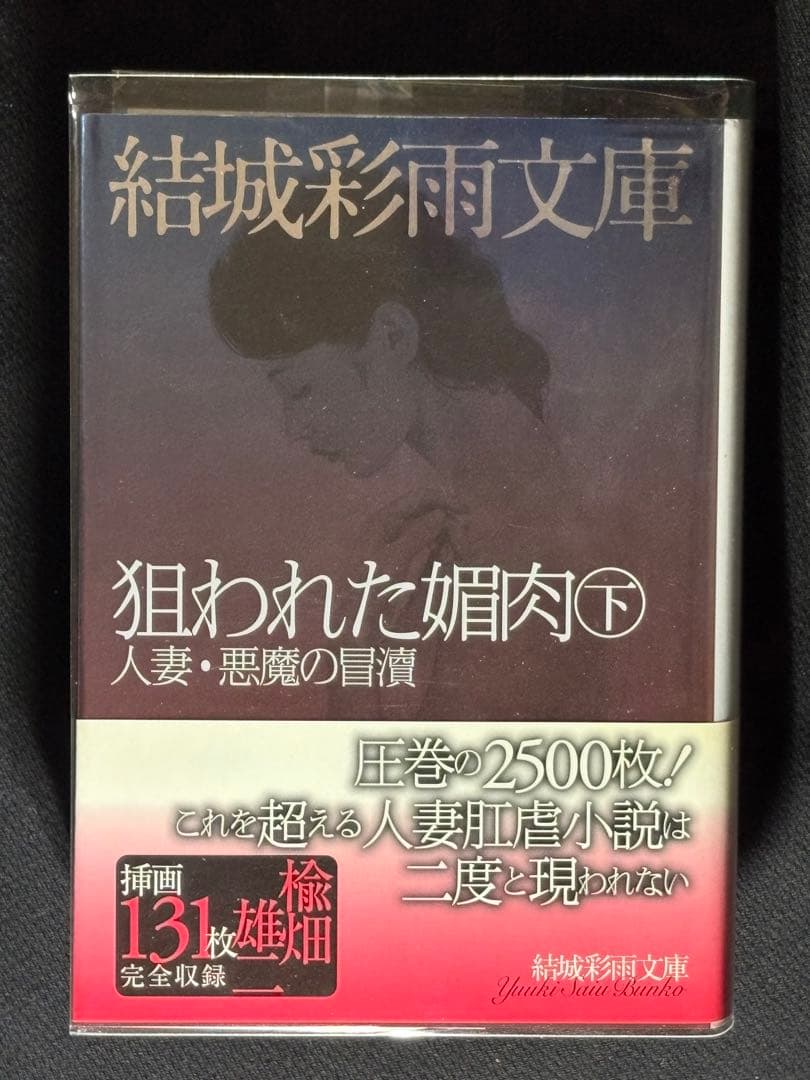 結城彩雨文庫
狙われた媚肉㊦
人妻・悪魔の冒瀆
圧巻の2500枚!
これを超える人妻肛虐小説は
二度と現われない
挿画
131枚
完全収録
楡畑雄二
結城彩雨文庫
Yuuki Saiu Bunko